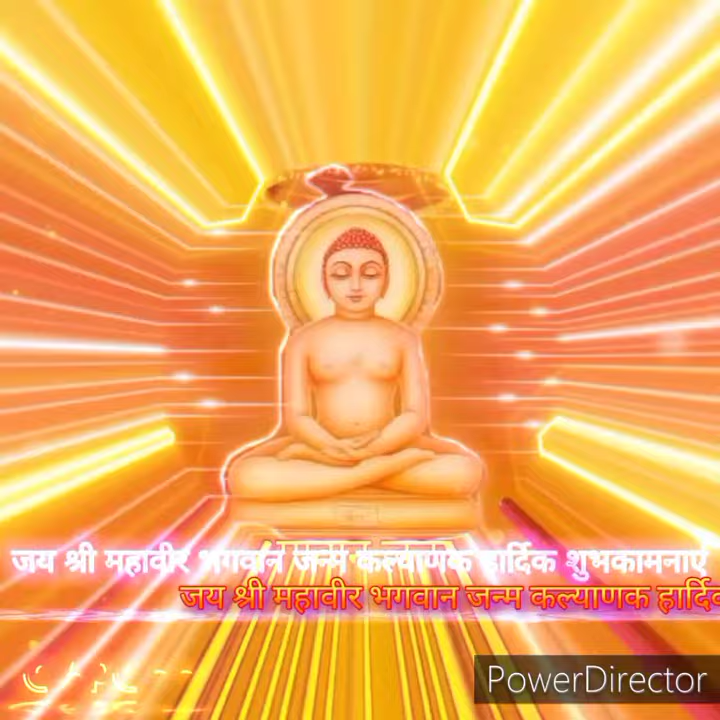 जय श्री महावीर भगवान जन्म कल्याणक हार्दिक शुभकामनाएं
जय श्री महावीर भगवान जन्म कल्याणक हार्दिक
PowerDirector